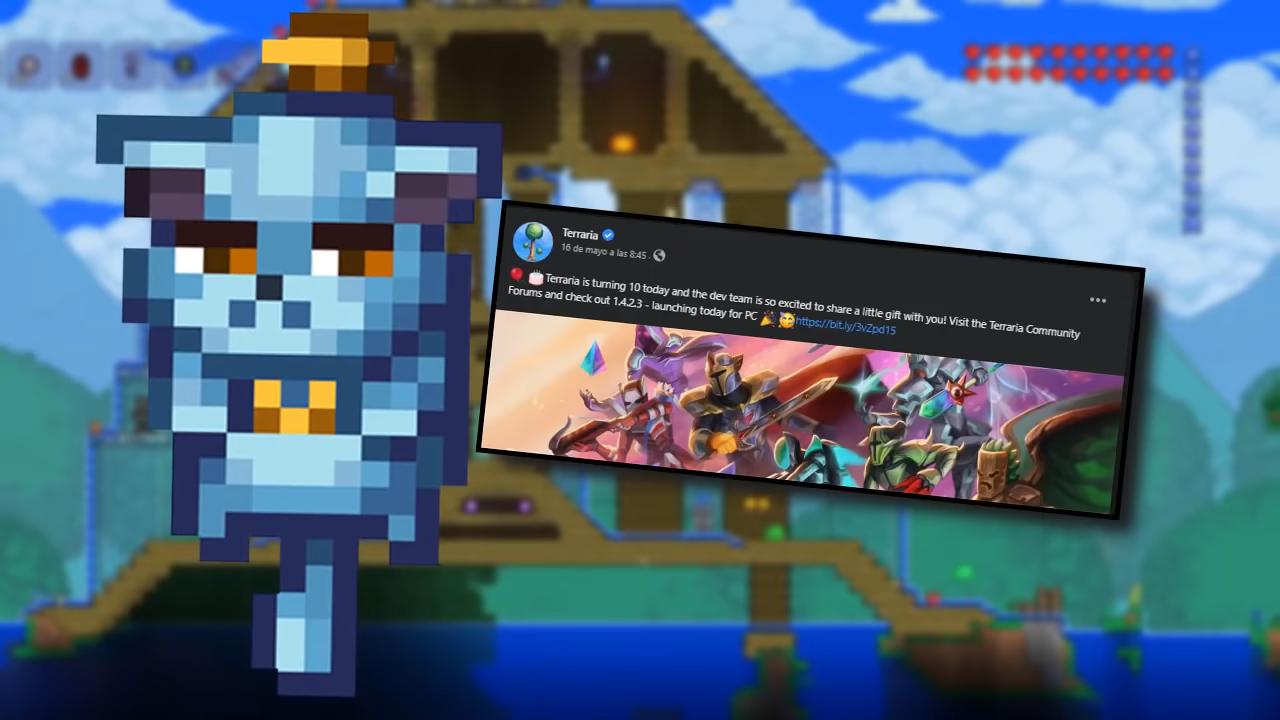 Terraria
16 de mayo a las 8:45 ·
Terraria is turning 10 today and the dev team is so excited to share a little gift with you! Visit the Terraria Community
Forums and check out 1.4.2.3 - launching today for PC 🎉🥳https://bit.ly/3vZpd15